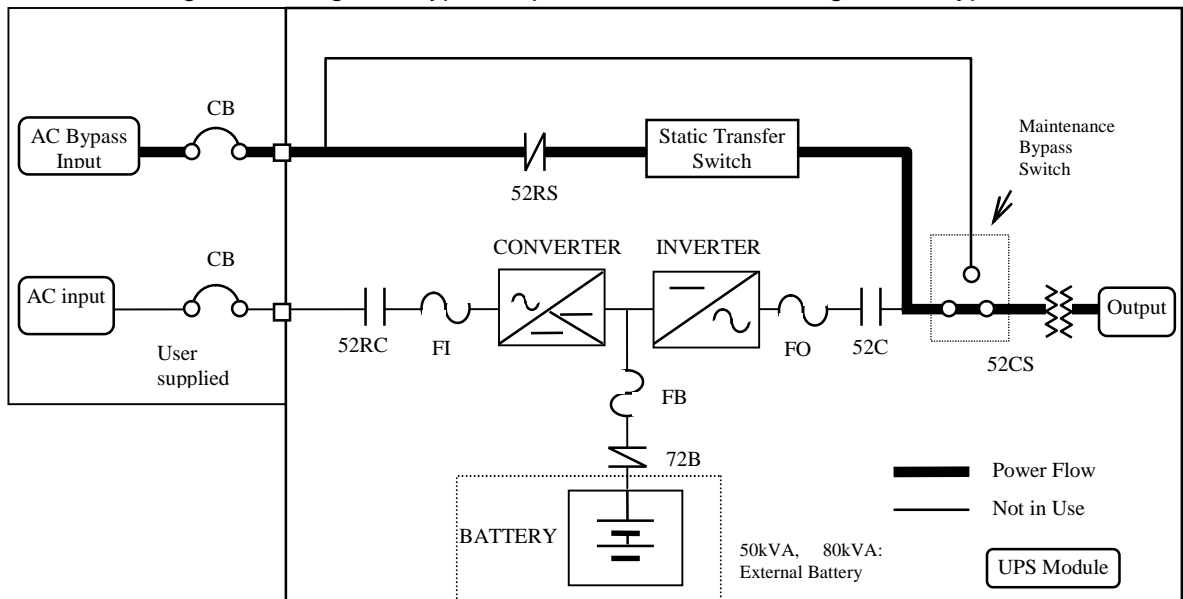 CB
AC Bypass
Input
52RS
Static Transfer
Switch
Maintenance
Bypass
Switch
CB
AC input
User
supplied
52RC
FI
CONVERTER
INVERTER
FO
52C
52CS
Output
FB
72B
BATTERY
50kVA, 80kVA:
External Battery
Power Flow
Not in Use
UPS Module